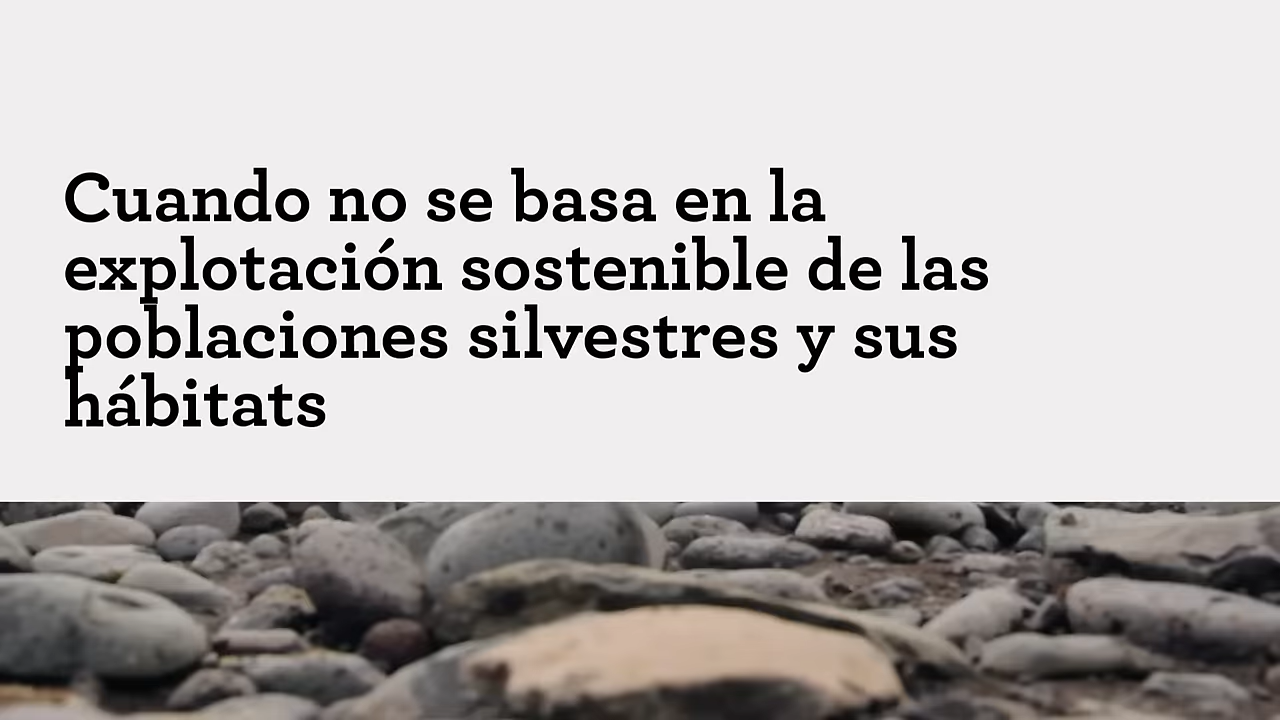 Cuando no se basa en la
explotación sostenible de las
poblaciones silvestres y sus
hábitats